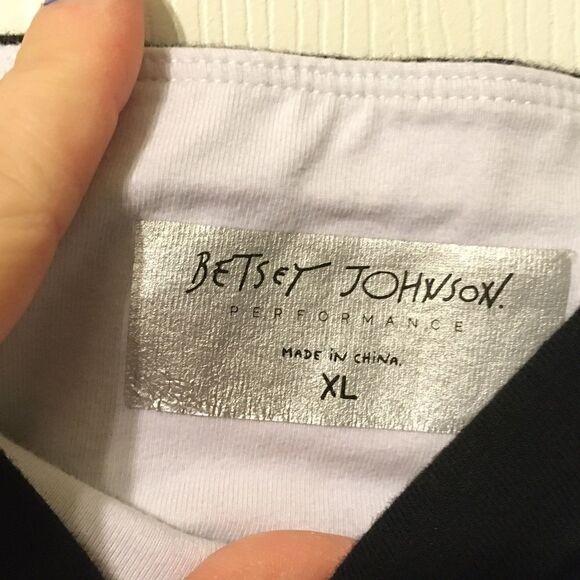 BETSEY JOHNSON.
PERFORMANCE
MADE IN CHINA.
XL